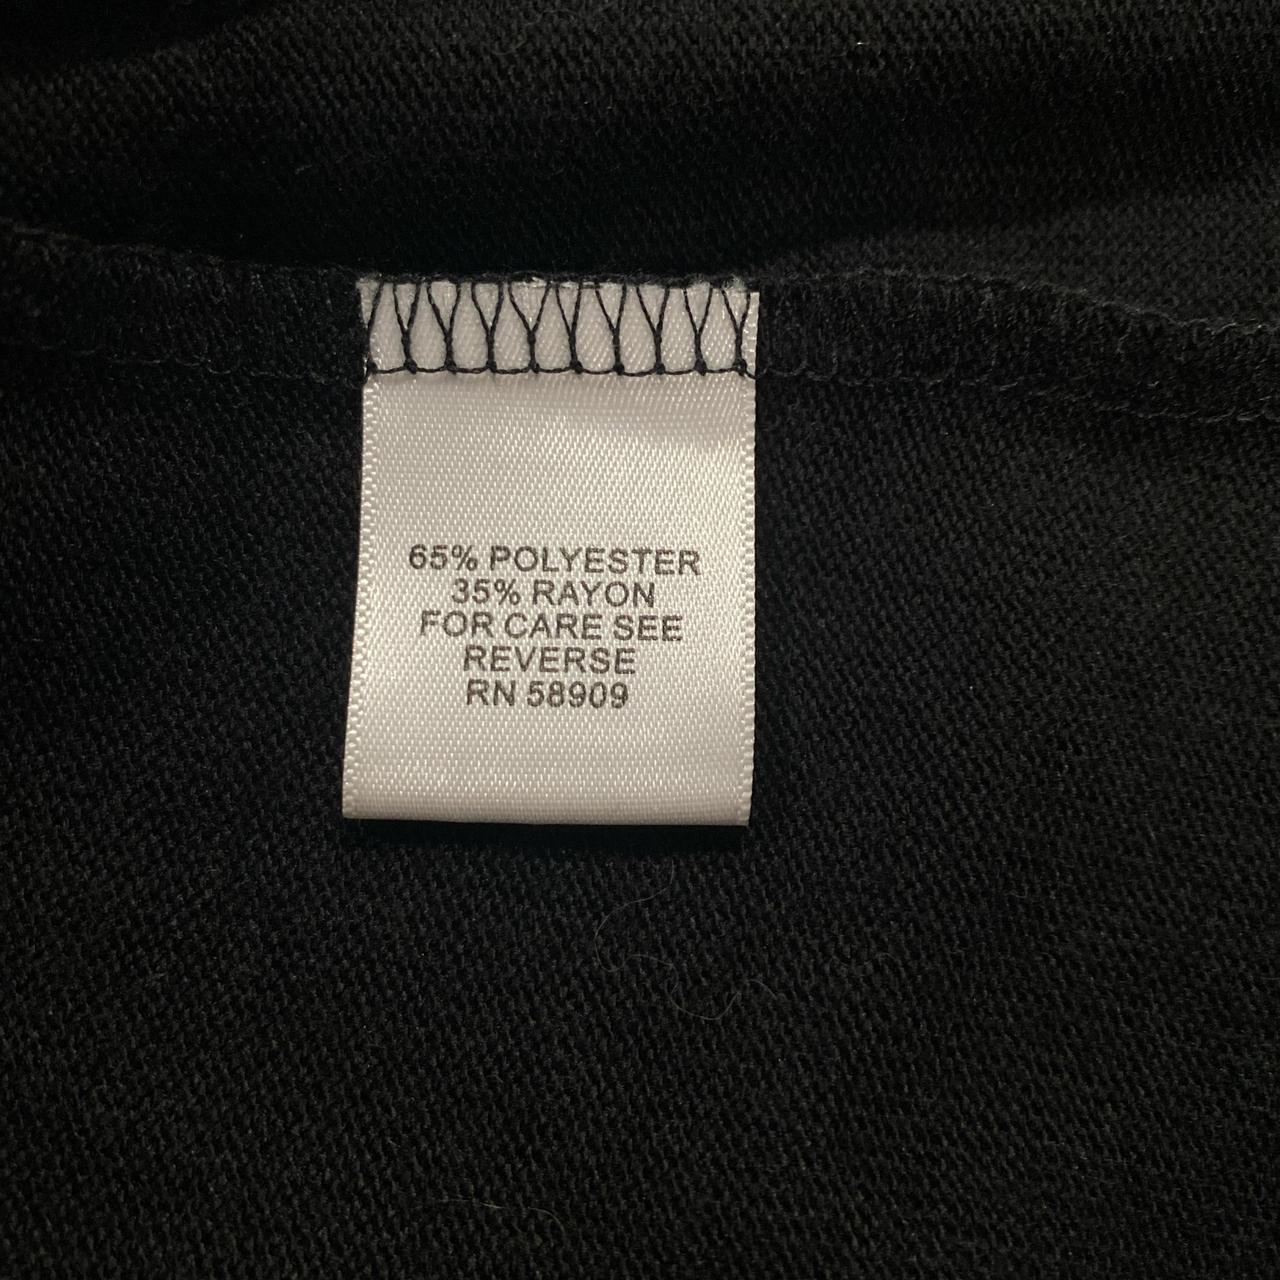 65% POLYESTER
35% RAYON
FOR CARE SEE
REVERSE
RN 58909